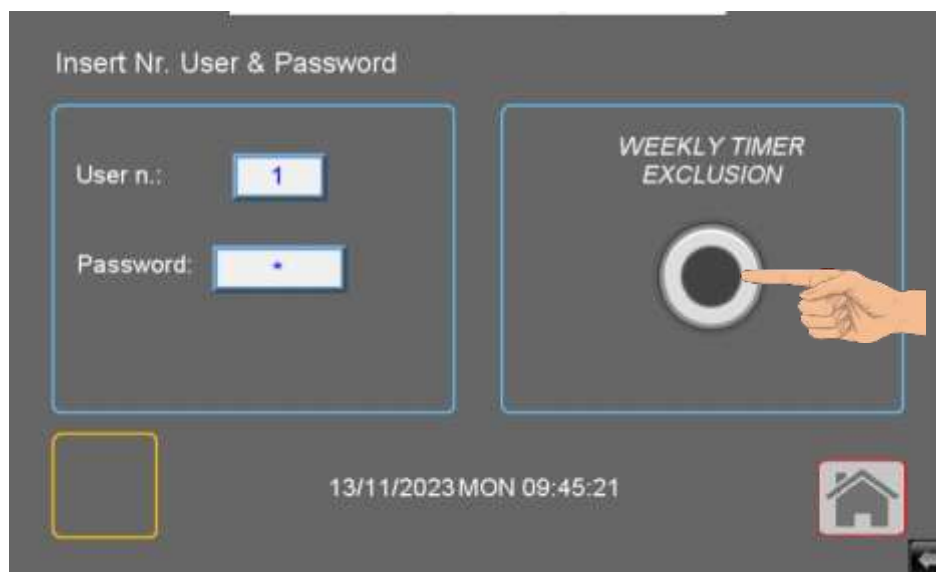 Insert Nr. User & Password
User n.: 1
Password: *
WEEKLY TIMER
EXCLUSION
13/11/2023 MON 09:45:21